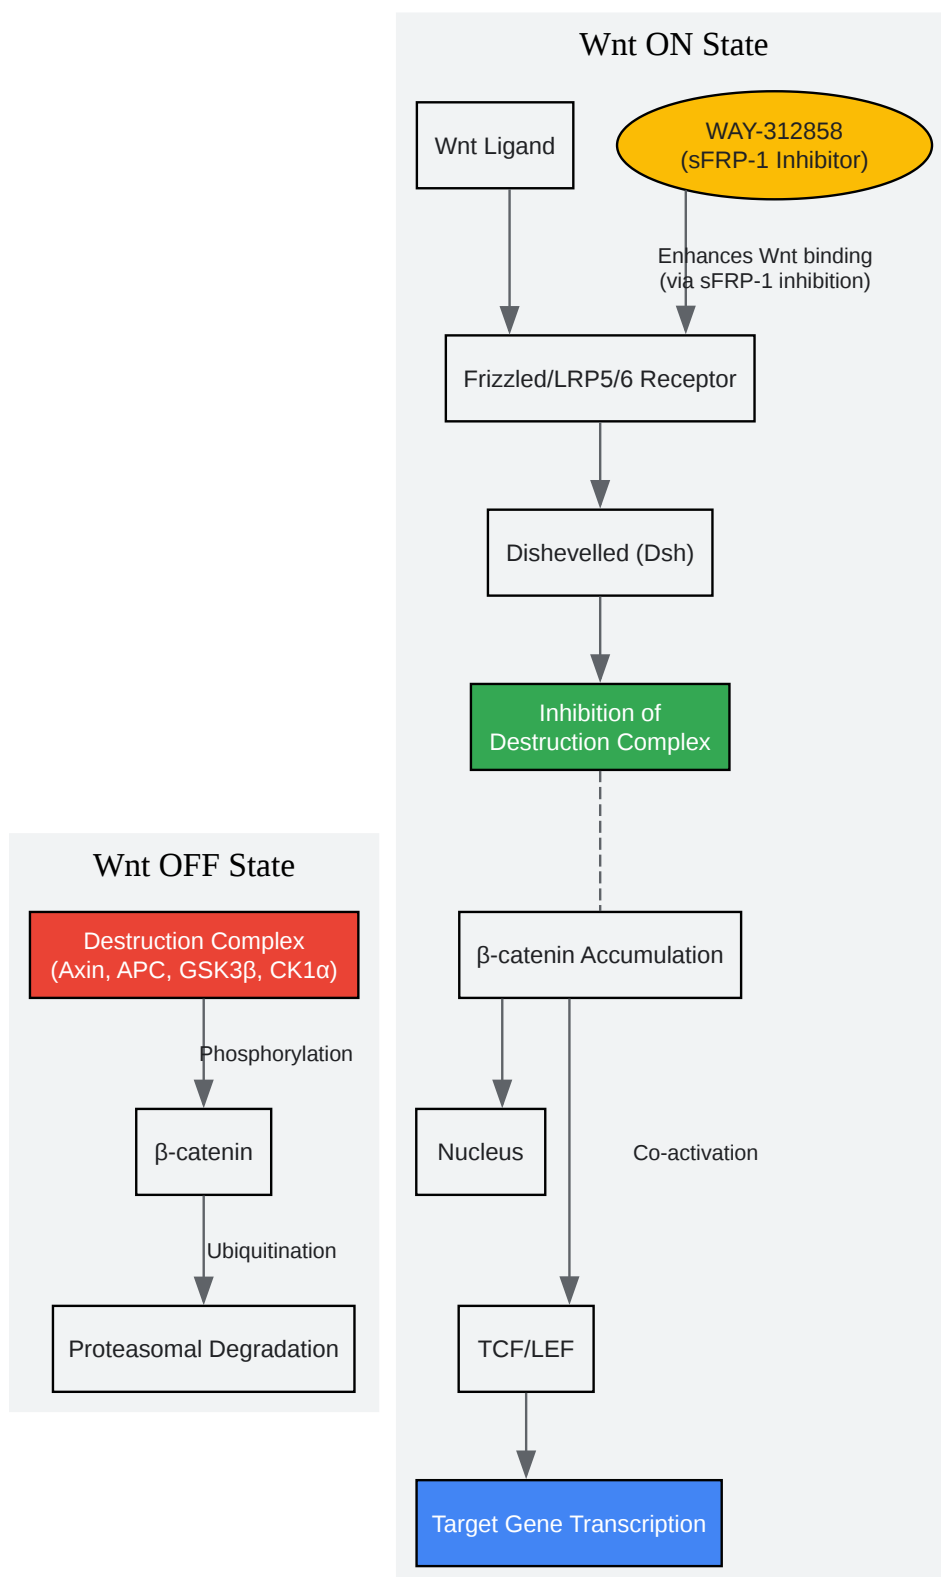 Wnt ON State
Wnt Ligand
WAY-312858
(sFRP-1 Inhibitor)
Enhances Wnt binding
(via sFRP-1 inhibition)
Frizzled/LRP5/6 Receptor
Dishevelled (Dsh)
Inhibition of
Destruction Complex
β-catenin Accumulation
Nucleus
Co-activation
TCF/LEF
Target Gene Transcription
Wnt OFF State
Destruction Complex
(Axin, APC, GSK3β, CK1α)
Phosphorylation
β-catenin
Ubiquitination
Proteasomal Degradation